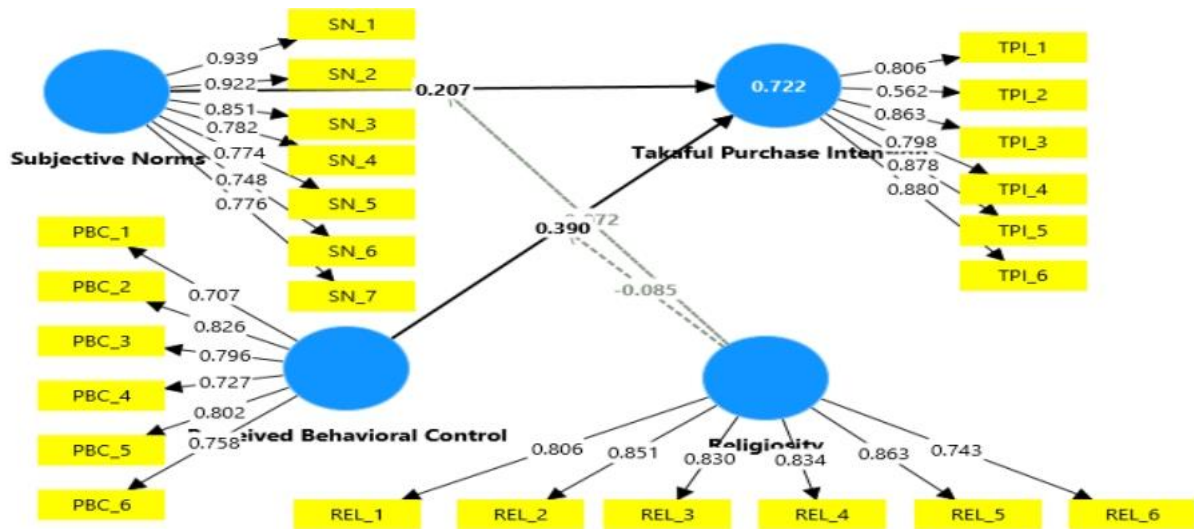 SN_1
SN_2
SN_3
SN_4
SN_5
SN_6
SN_7
0.939
0.922
0.851
0.782
0.774
0.748
0.776
Subjective Norms
0.207
0.722
Takaful Purchase
TPI_1
TPI_2
TPI_3
TPI_4
TPI_5
TPI_6
0.806
0.562
0.863
0.798
0.878
0.880
0.390
-0.085
PBC_1
PBC_2
PBC_3
PBC_4
PBC_5
PBC_6
0.707
0.826
0.796
0.727
0.802
0.758
Behavioral Control
Religiosity
0.806
0.851
0.830
0.834
0.863
0.743
REL_1
REL_2
REL_3
REL_4
REL_5
REL_6